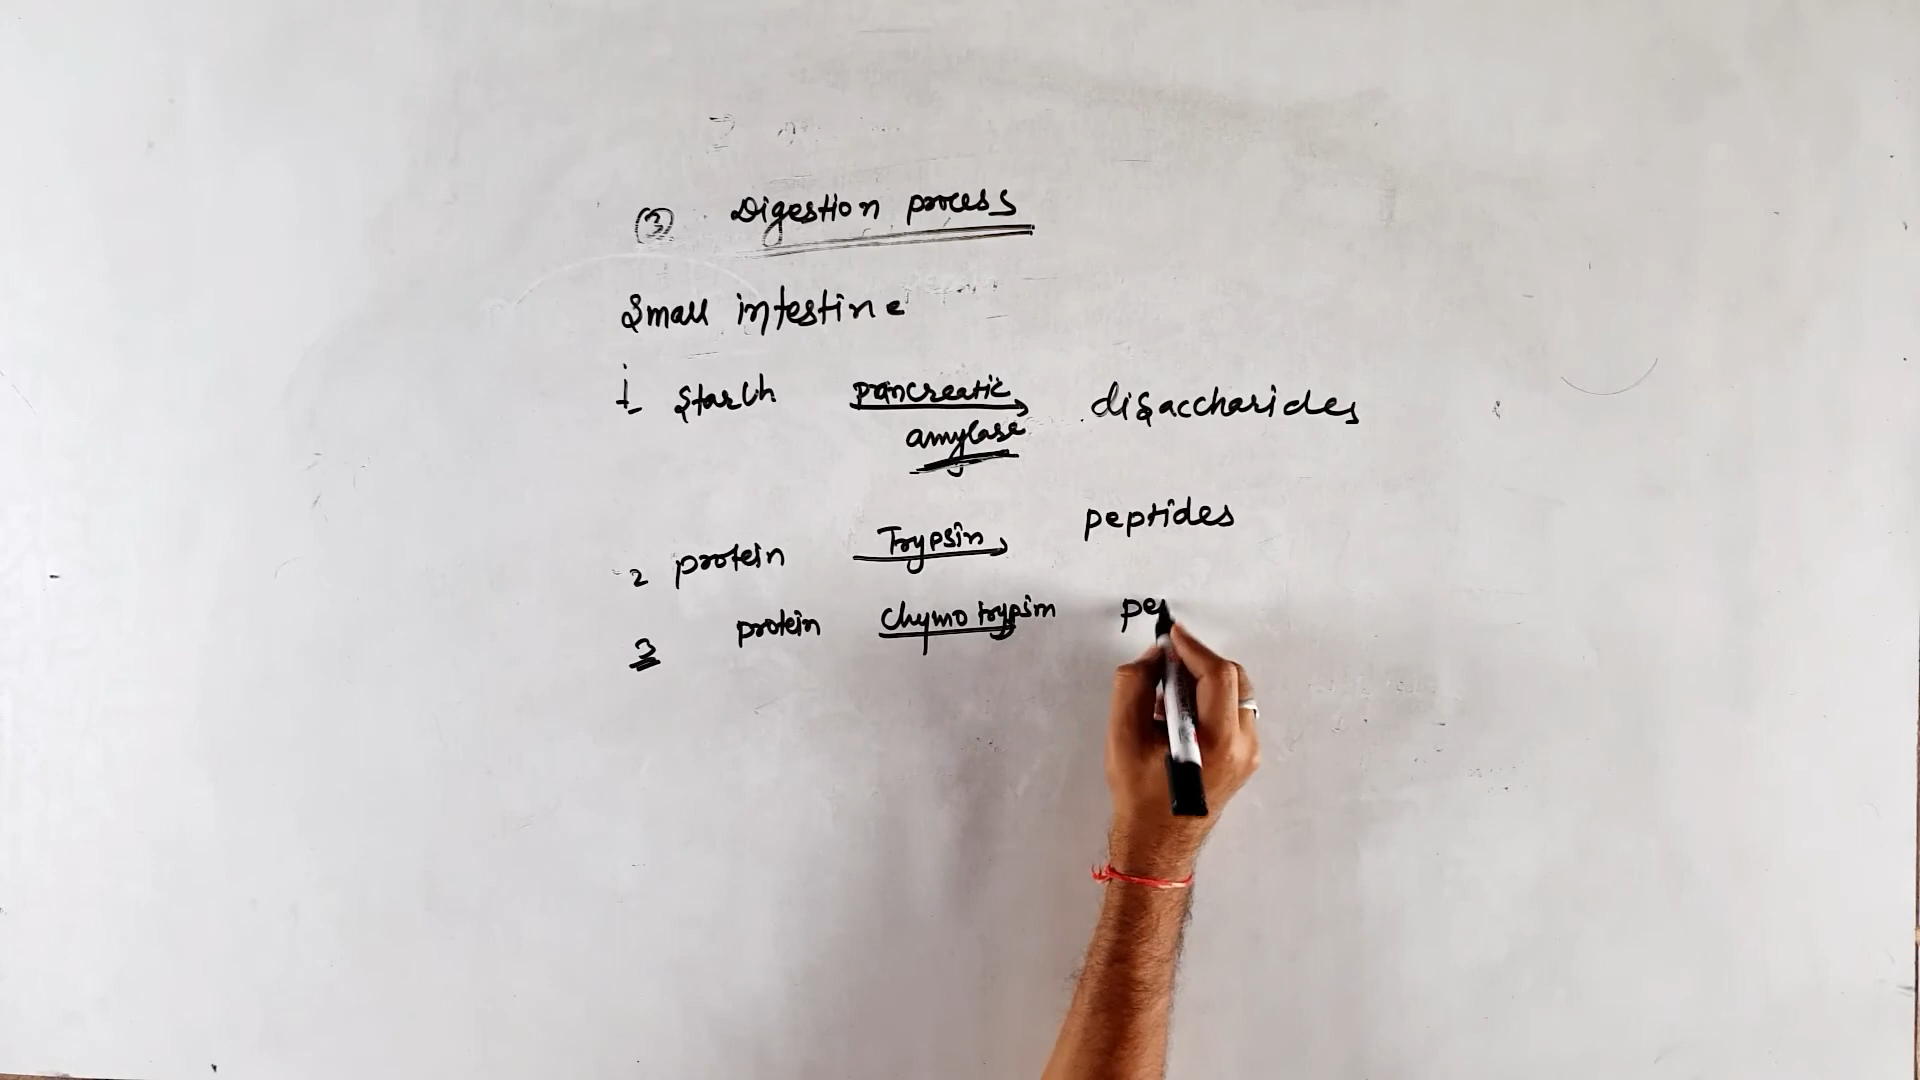 ③ Digestion process
Small intestine
1 Starch pancreatic amylase disaccharides
2 protein Trypsin peptides
3 protein chymotrypsin pe